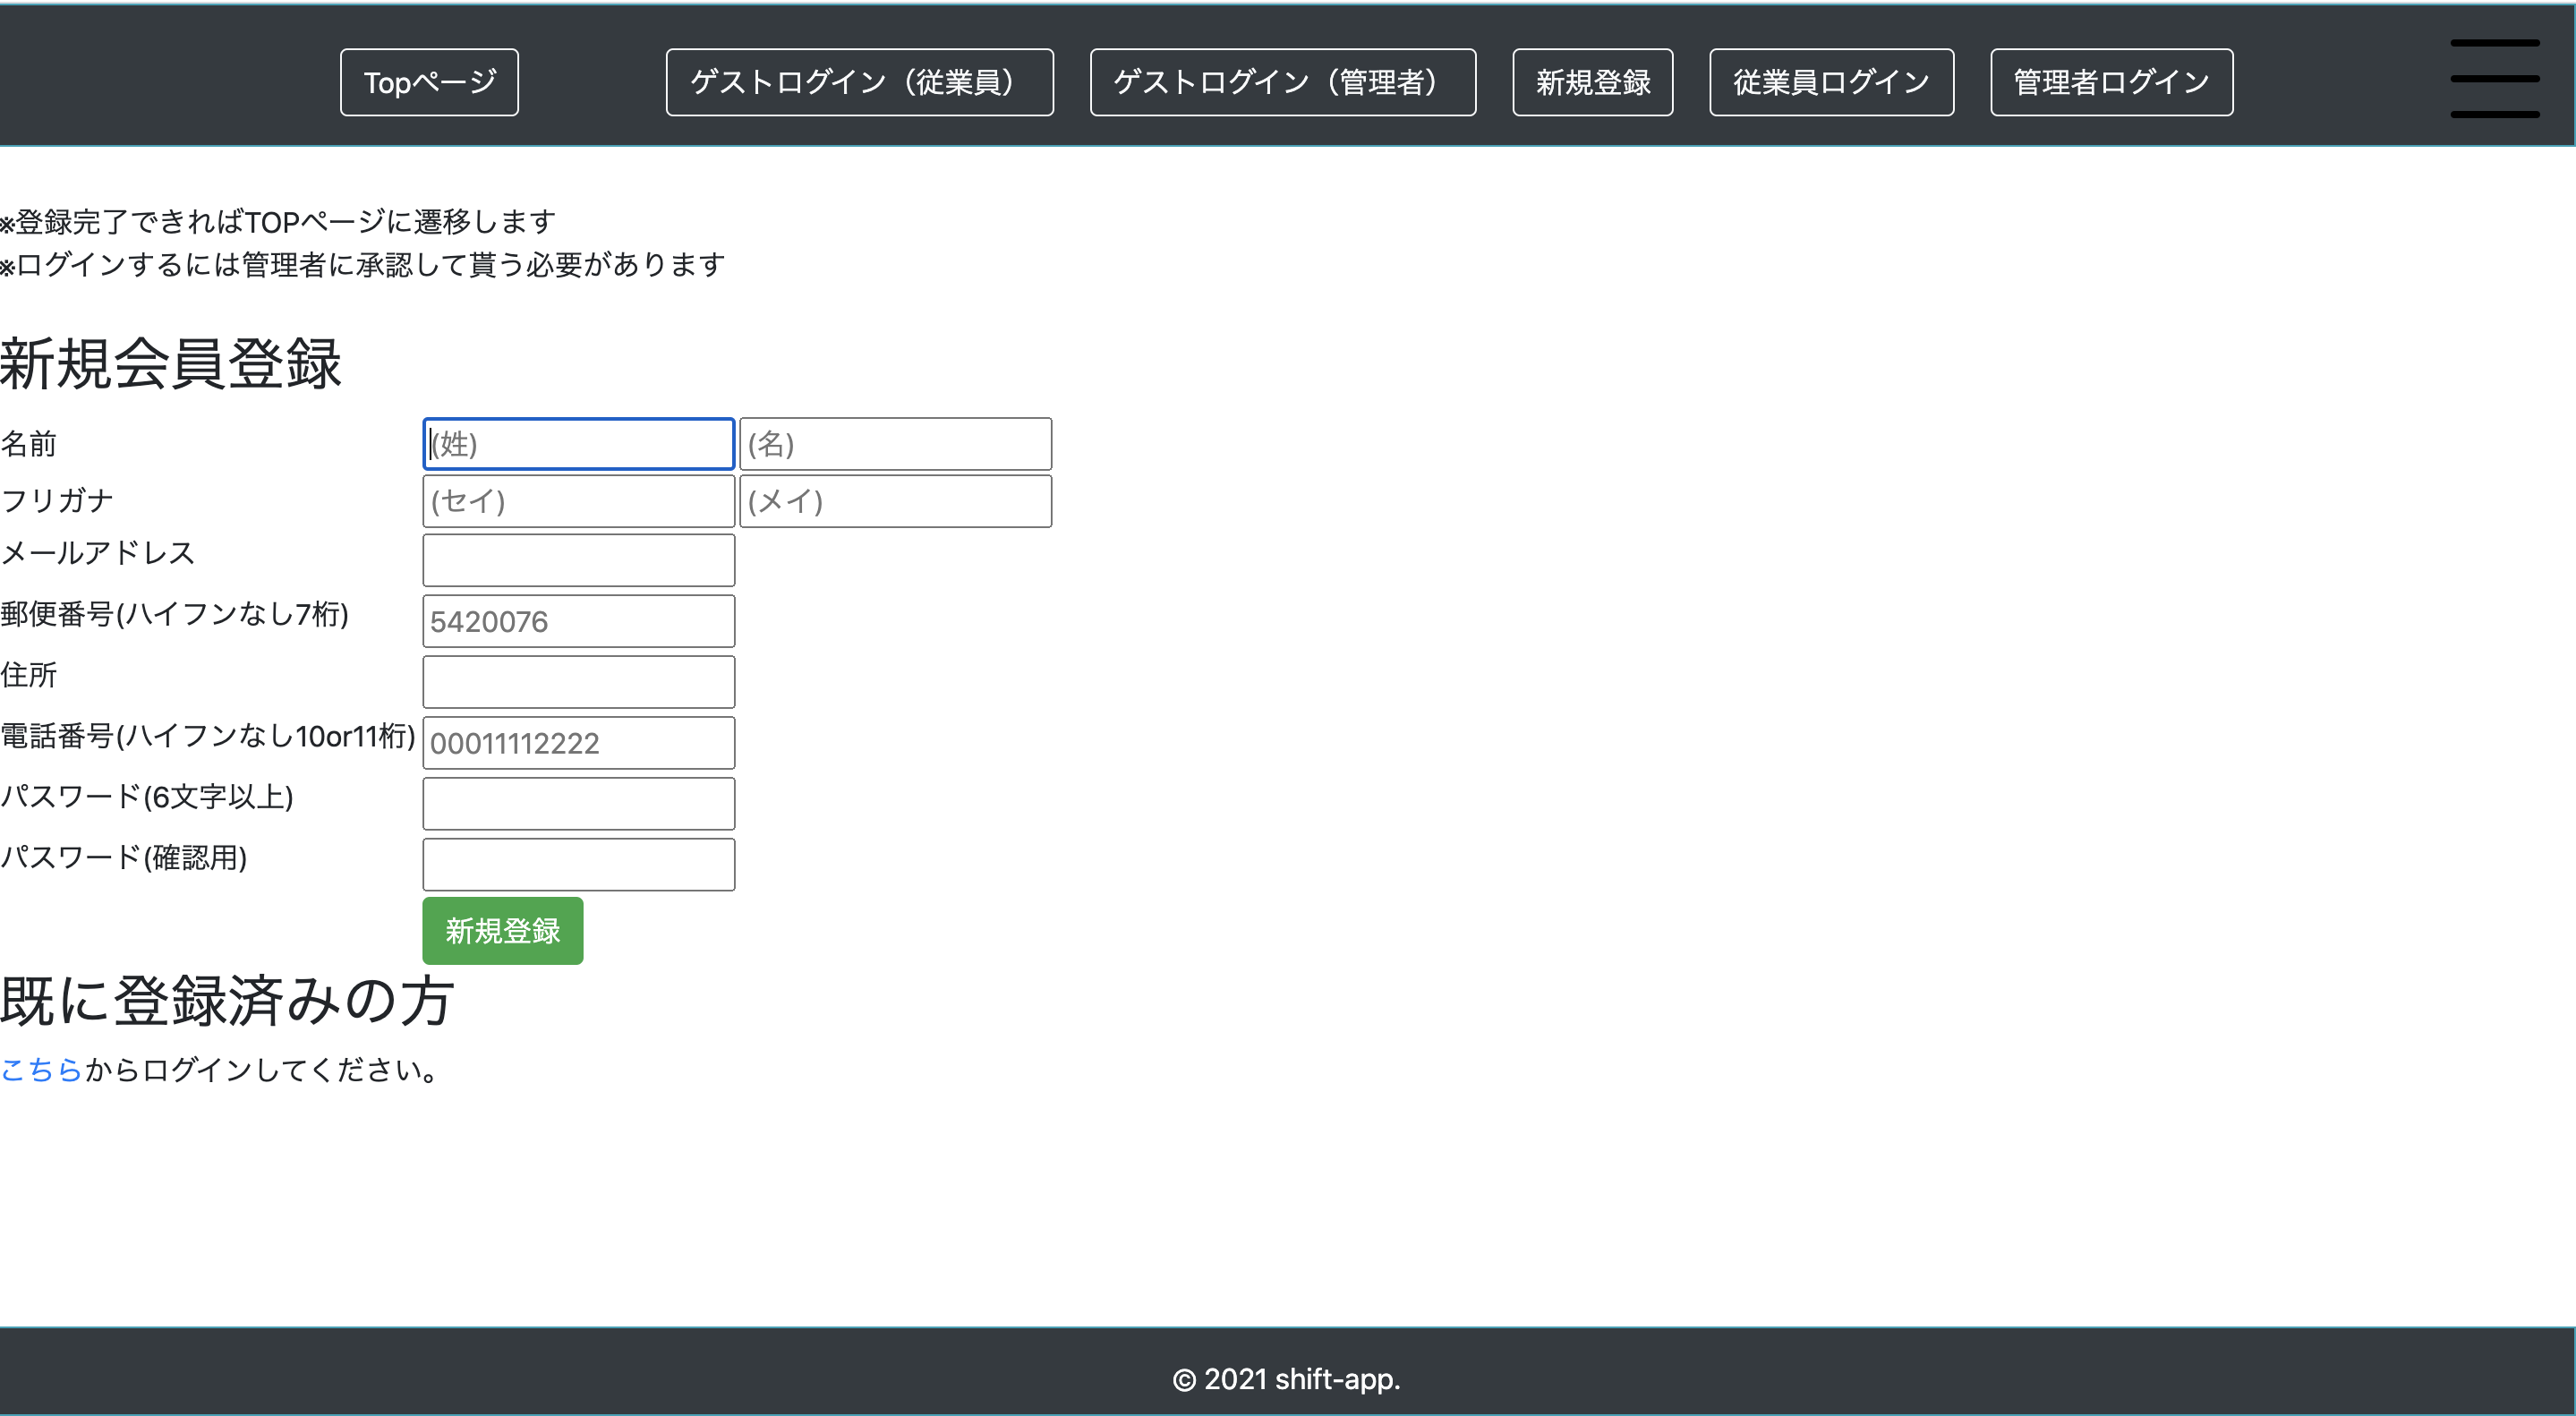 Topページ ゲストログイン（従業員） ゲストログイン（管理者） 新規登録 従業員ログイン 管理者ログイン
※登録完了できればTOPページに遷移します
※ログインするには管理者に承認して貰う必要があります
新規会員登録
名前 (姓) (名)
フリガナ (セイ) (メイ)
メールアドレス
郵便番号(ハイフンなし7桁) 5420076
住所
電話番号(ハイフンなし10or11桁) 00011112222
パスワード(6文字以上)
パスワード(確認用)
新規登録
既に登録済みの方
こちらからログインしてください。
© 2021 shift-app.